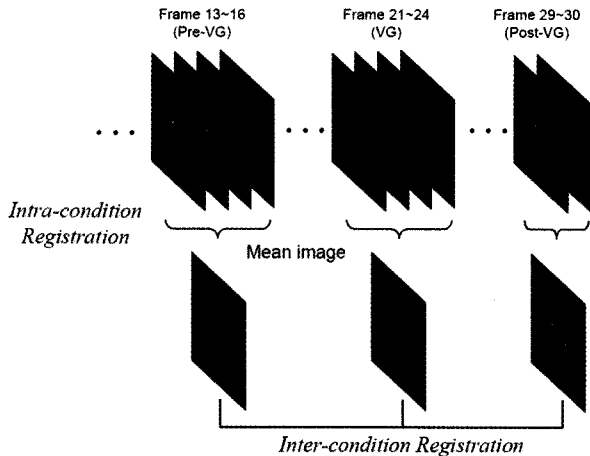 Frame 13~16
(Pre-VG)
Frame 21~24
(VG)
Frame 29~30
(Post-VG)
Intra-condition
Registration
Mean image
Inter-condition Registration